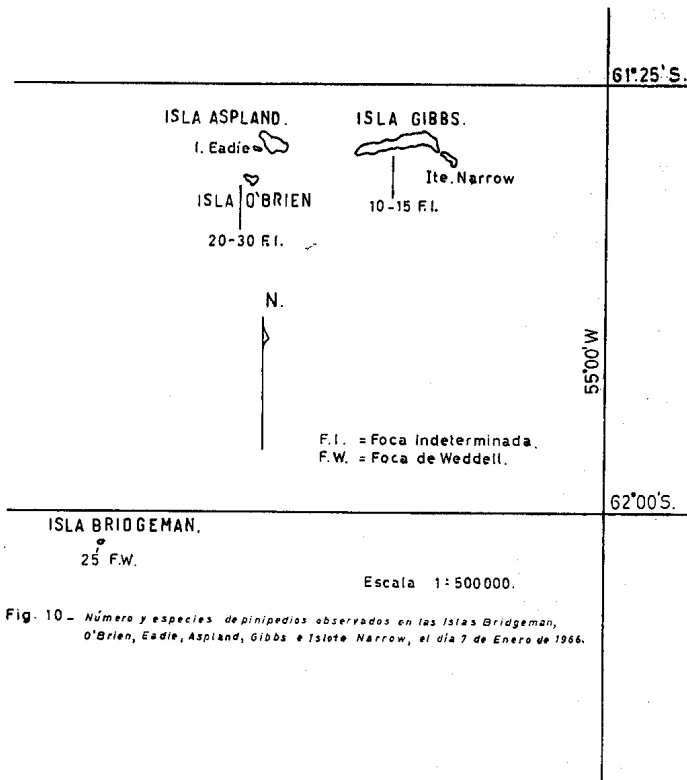 61°25'S.
ISLA ASPLAND.
ISLA GIBBS.
I. Eadie
Ite. Narrow
ISLA O'BRIEN
10-15 F.I.
20-30 F.I.
N.
55°00'W
F.I. = Foca Indeterminada.
F.W. = Foca de Weddell.
62°00'S.
ISLA BRIDGEMAN.
25 F.W.
Escala 1:500000.
Fig. 10 – Número y especies de pinipedios observados en las Islas Bridgeman,
O'Brien, Eadie, Aspland, Gibbs e Islote Narrow, el día 7 de Enero de 1966.